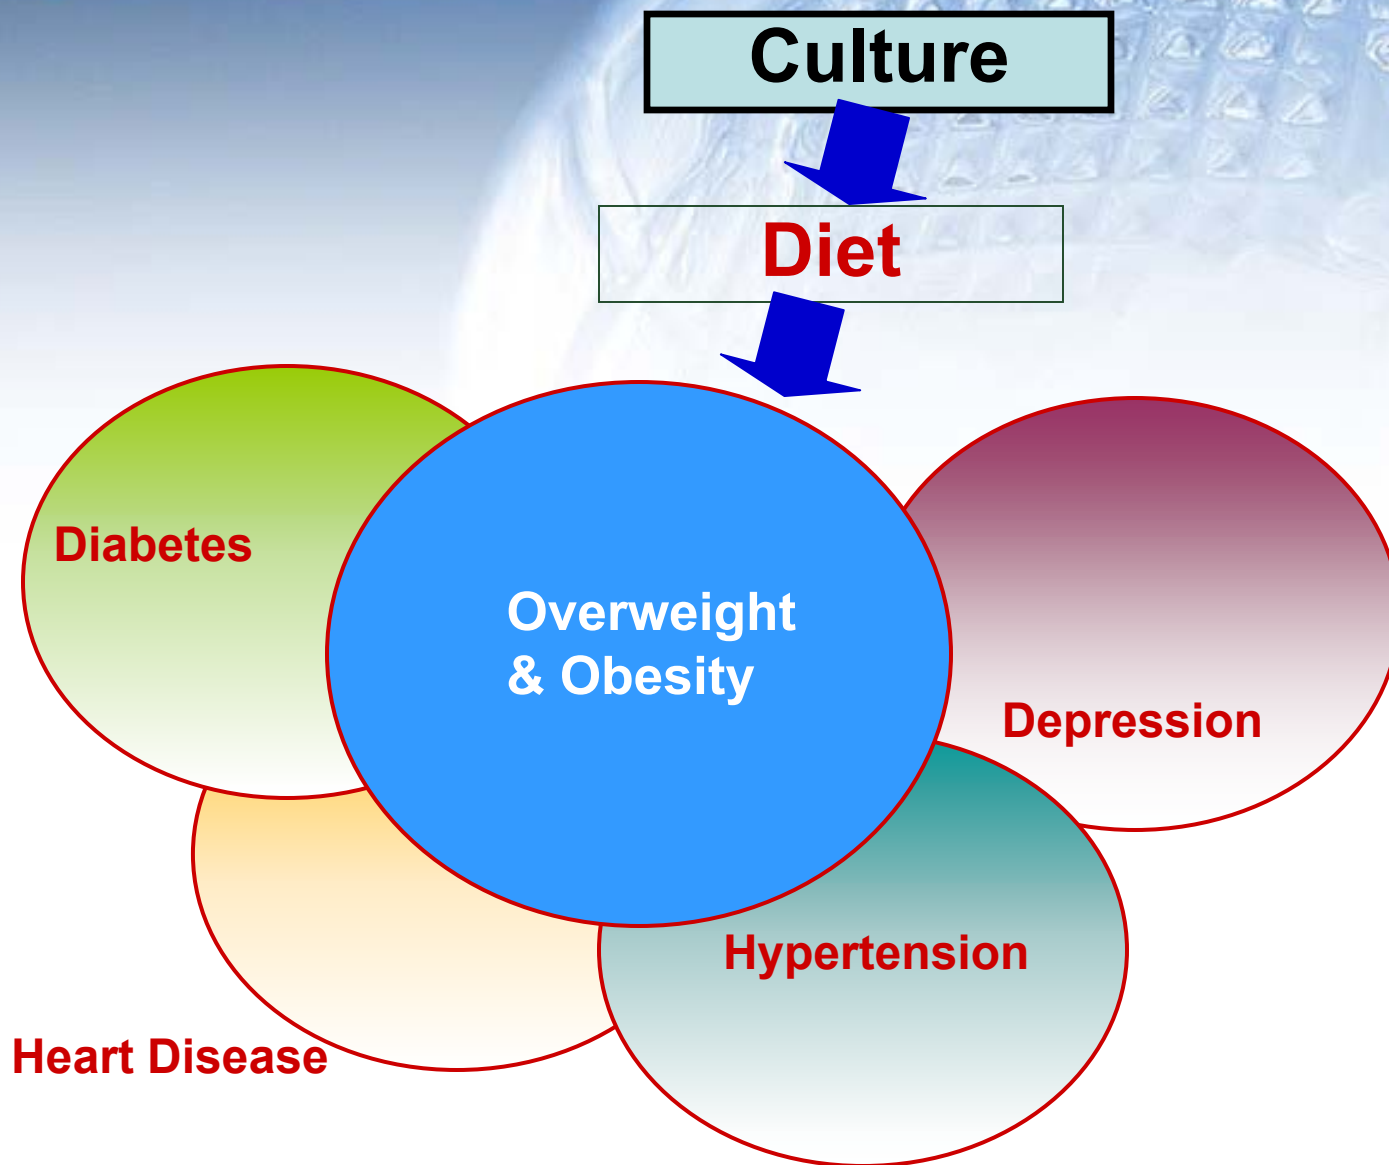 Culture
Diet
Diabetes
Overweight
& Obesity
Depression
Hypertension
Heart Disease